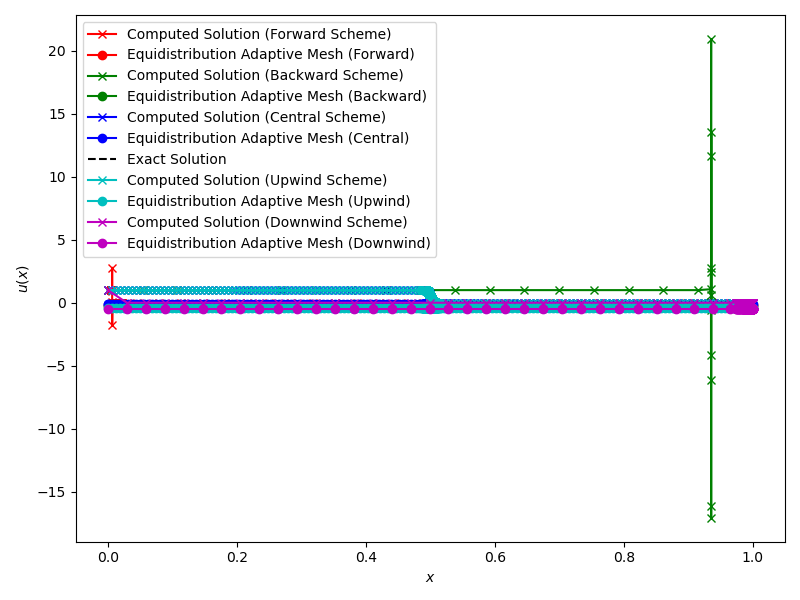 Computed Solution (Forward Scheme)
Equidistribution Adaptive Mesh (Forward)
Computed Solution (Backward Scheme)
Equidistribution Adaptive Mesh (Backward)
Computed Solution (Central Scheme)
Equidistribution Adaptive Mesh (Central)
Exact Solution
Computed Solution (Upwind Scheme)
Equidistribution Adaptive Mesh (Upwind)
Computed Solution (Downwind Scheme)
Equidistribution Adaptive Mesh (Downwind)
u(x)
20
15
10
5
0
−5
−10
−15
0.0
0.2
0.4
0.6
0.8
1.0
x